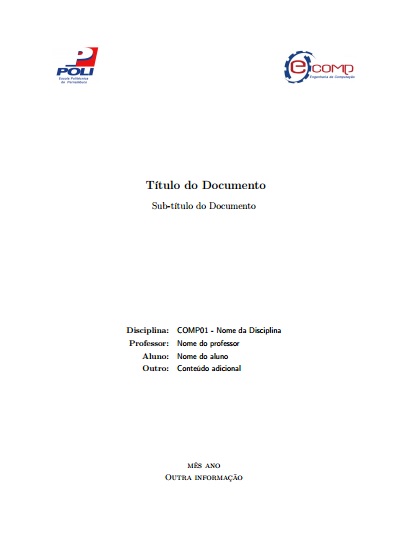 POLI
Escola Politécnica
de Pernambuco
ecomp
Engenharia da Computação
Título do Documento
Sub-título do Documento
Disciplina: COMP01 - Nome da Disciplina
Professor: Nome do professor
Aluno: Nome do aluno
Outro: Conteúdo adicional
MÊS ANO
OUTRA INFORMAÇÃO